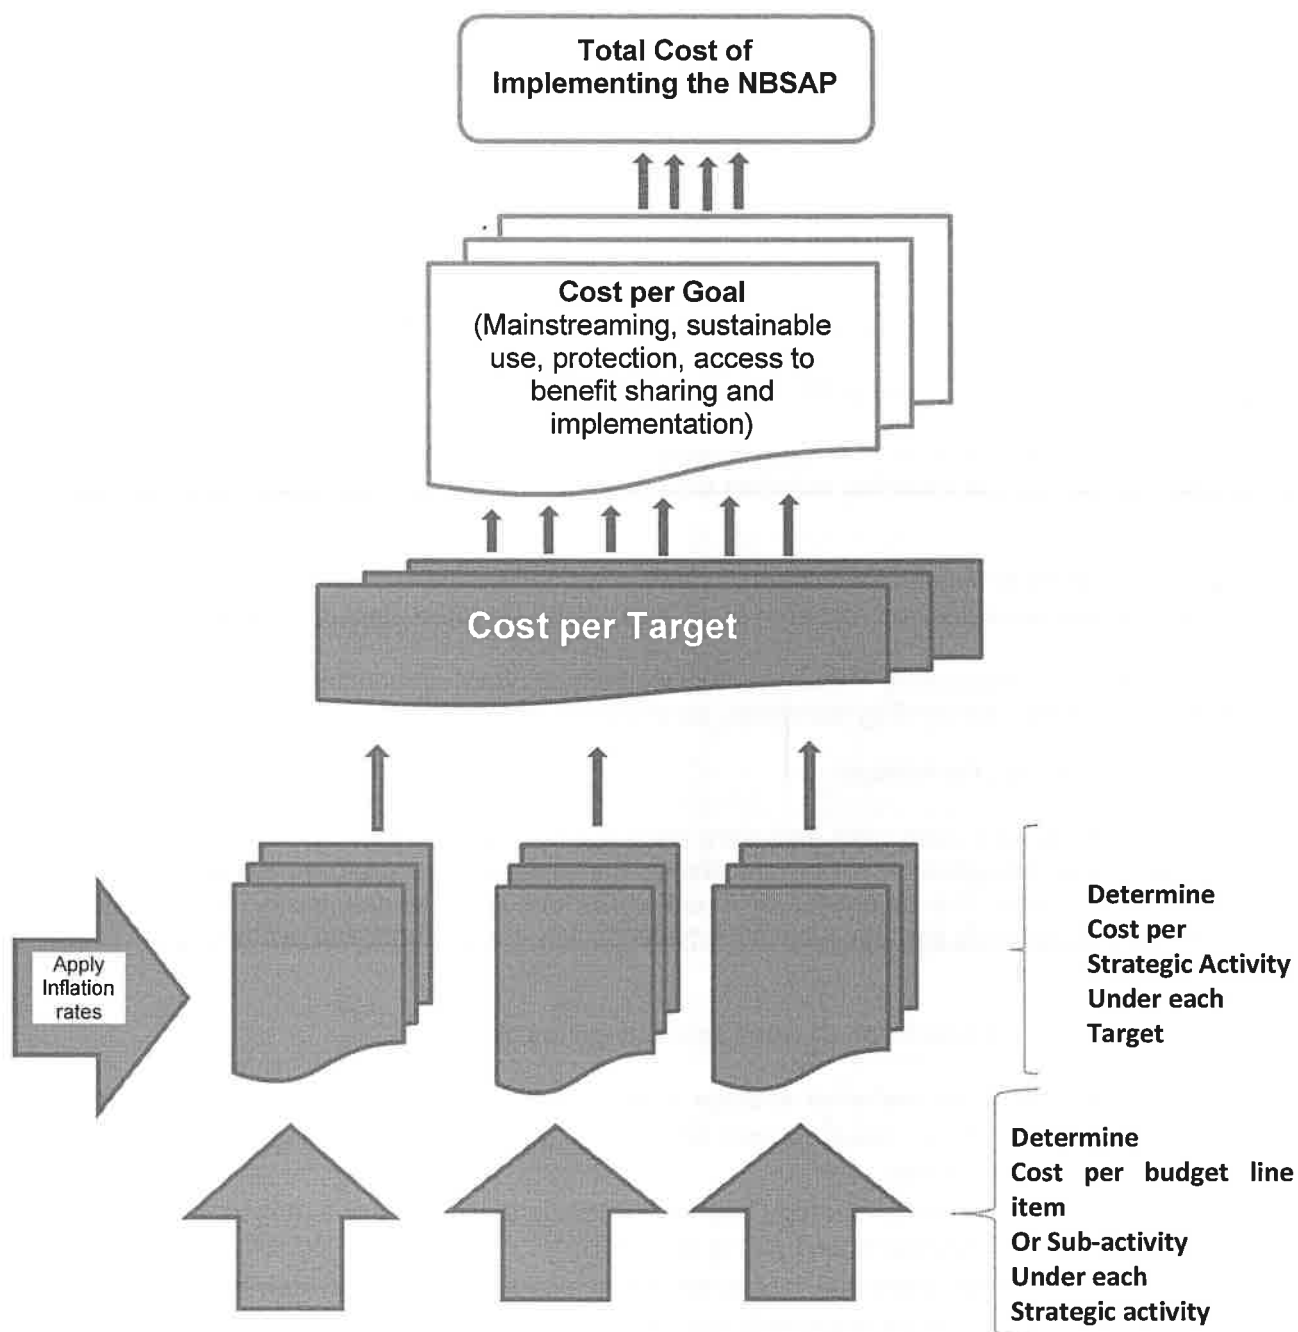 Total Cost of
Implementing the NBSAP
Cost per Goal
(Mainstreaming, sustainable
use, protection, access to
benefit sharing and
implementation)
Cost per Target
Apply
Inflation
rates
Determine
Cost per
Strategic Activity
Under each
Target
Determine
Cost per budget line
item
Or Sub-activity
Under each
Strategic activity